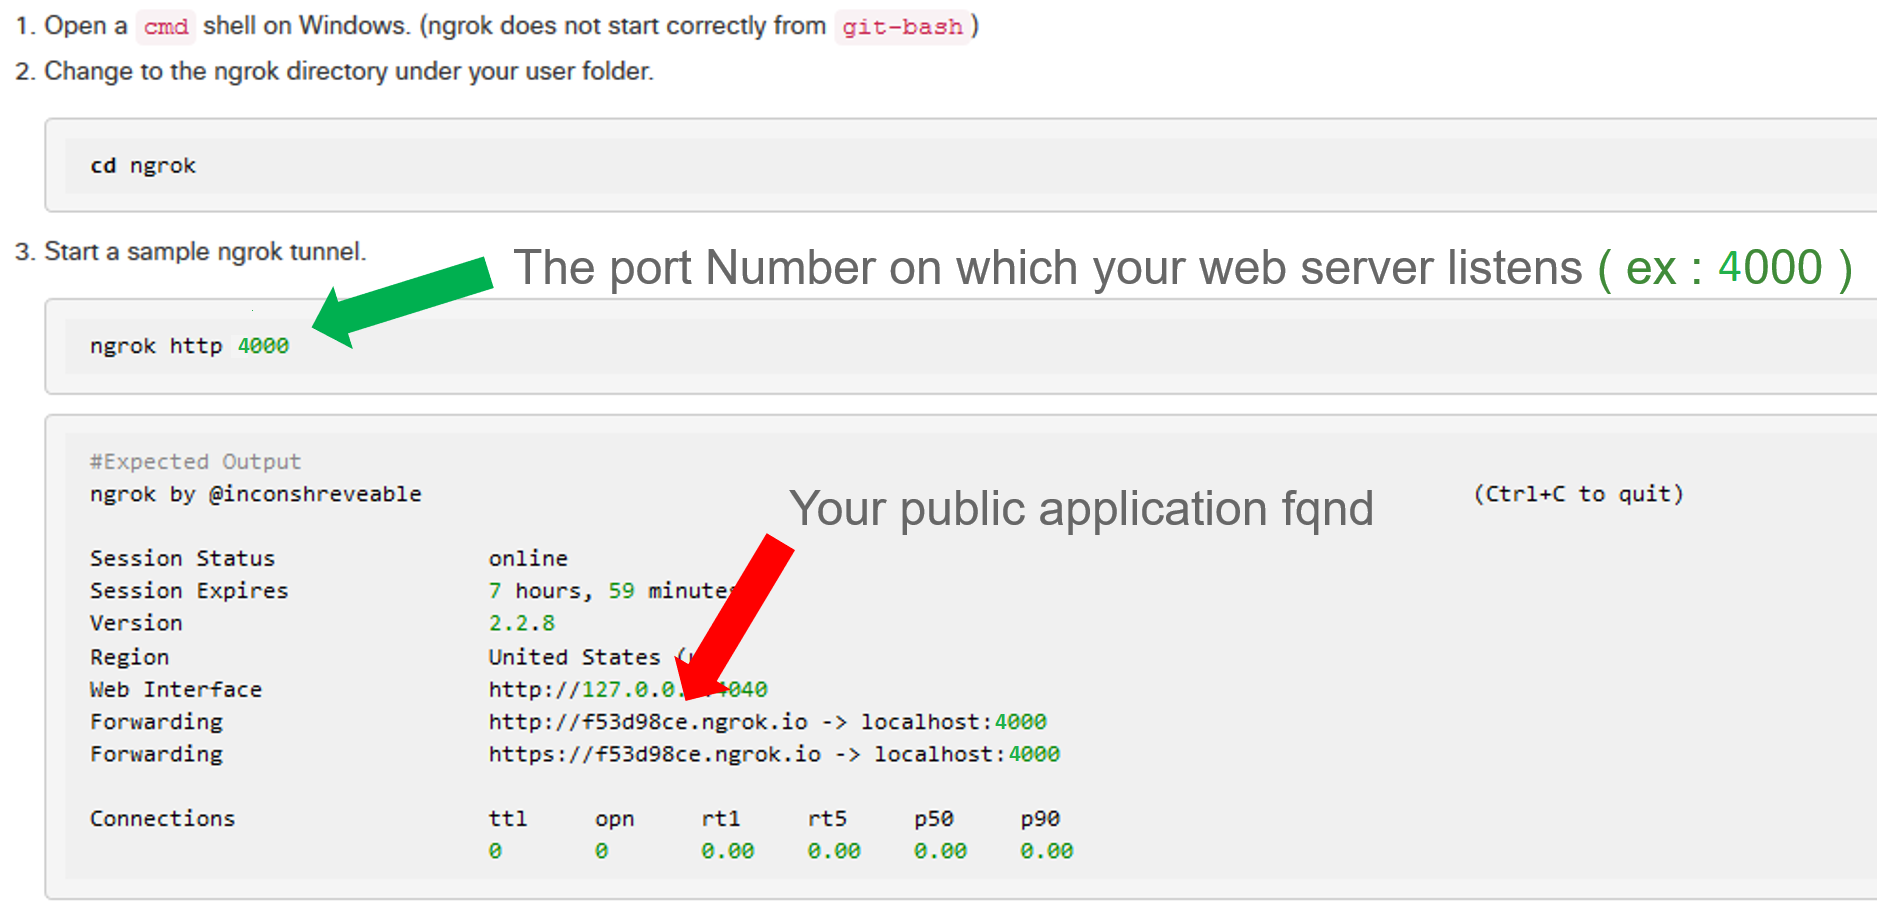 1. Open a cmd shell on Windows. (ngrok does not start correctly from git-bash )
2. Change to the ngrok directory under your user folder.
cd ngrok
3. Start a sample ngrok tunnel.
The port Number on which your web server listens ( ex : 4000 )
ngrok http 4000
#Expected Output
ngrok by @inconshreveable (Ctrl+C to quit)
Your public application fqnd
Session Status online
Session Expires 7 hours, 59 minutes
Version 2.2.8
Region United States
Web Interface http://127.0.0. 4040
Forwarding http://f53d98ce.ngrok.io -> localhost:4000
Forwarding https://f53d98ce.ngrok.io -> localhost:4000
Connections ttl opn rt1 rt5 p50 p90
0 0 0.00 0.00 0.00 0.00